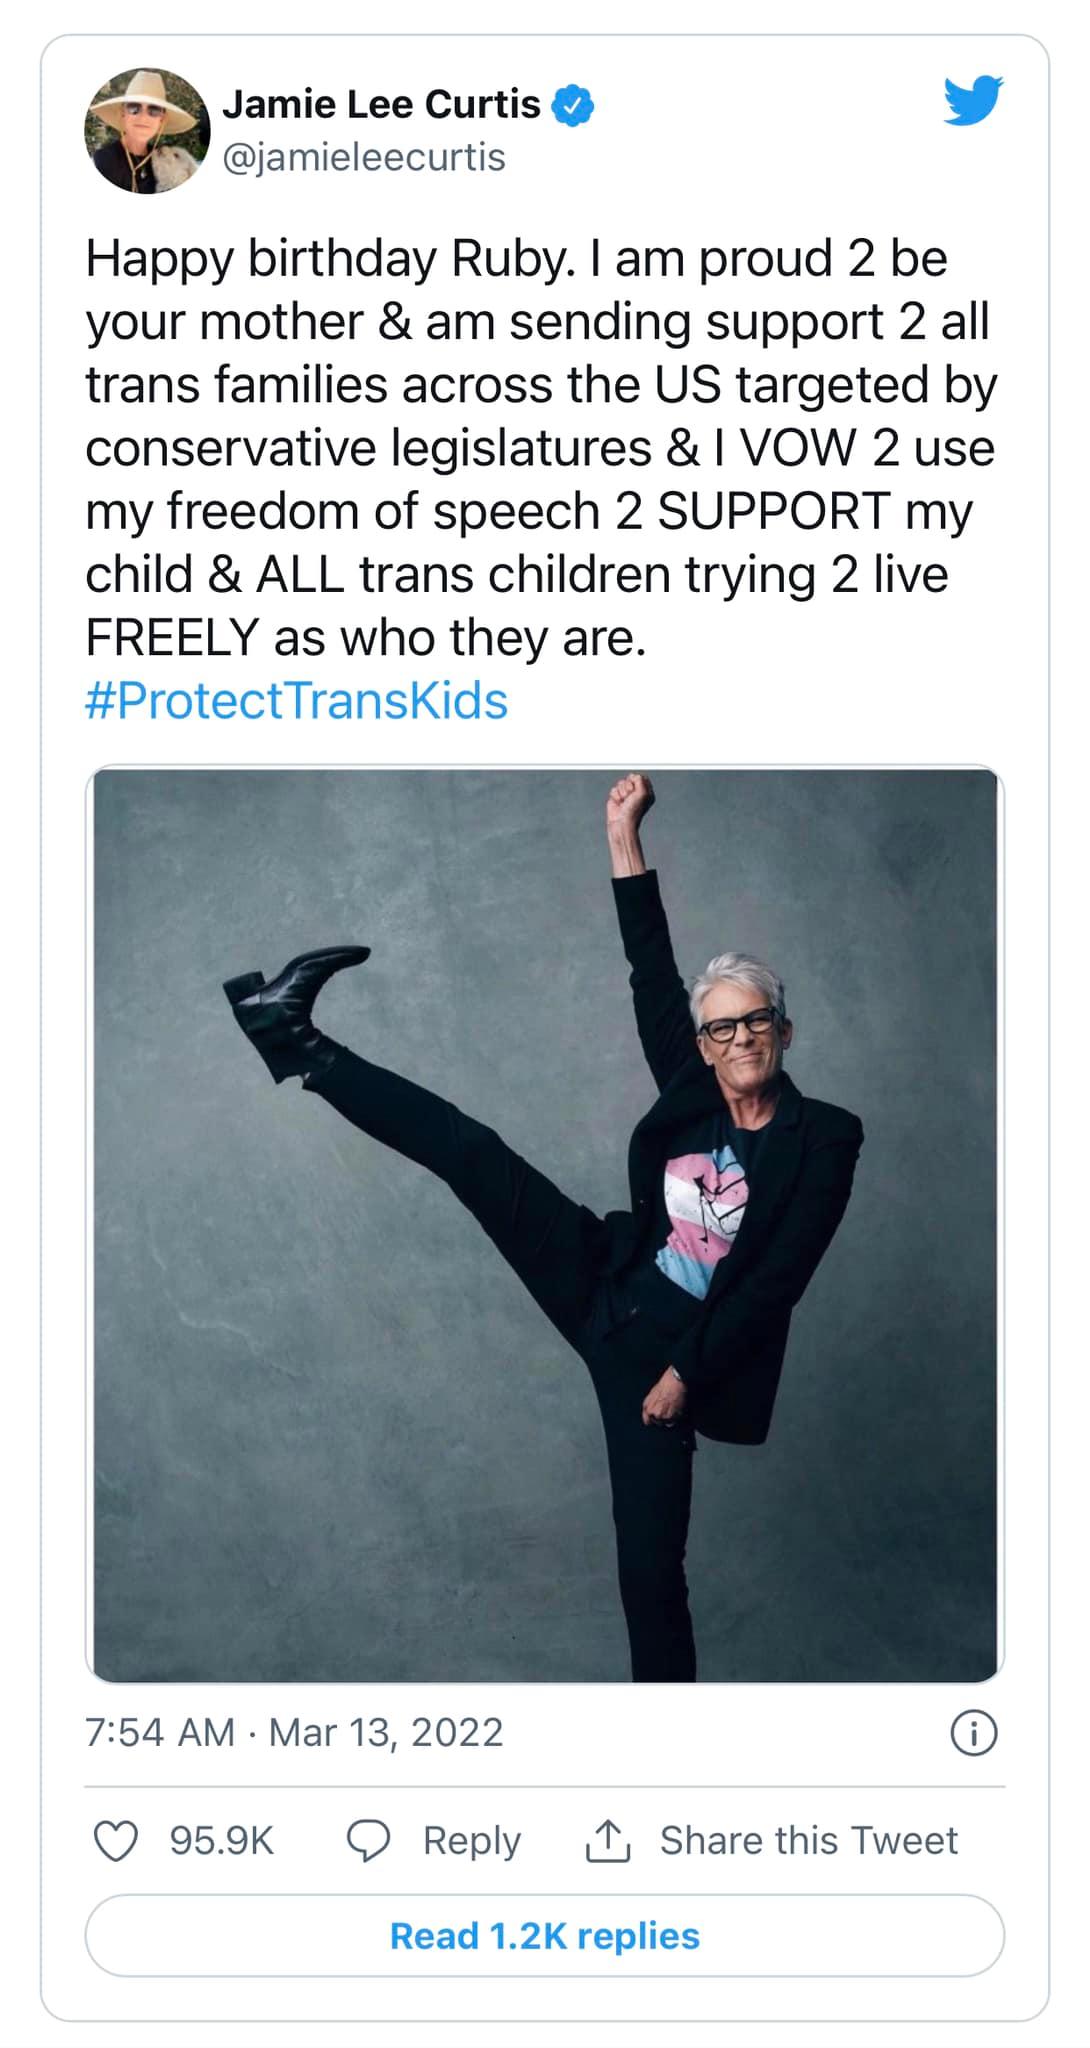 Jamie Lee Curtis
@jamieleecurtis
Happy birthday Ruby. I am proud 2 be
your mother & am sending support 2 all
trans families across the US targeted by
conservative legislatures & I VOW 2 use
my freedom of speech 2 SUPPORT my
child & ALL trans children trying 2 live
FREELY as who they are.
#ProtectTransKids
7:54 AM · Mar 13, 2022
95.9K Reply Share this Tweet
Read 1.2K replies